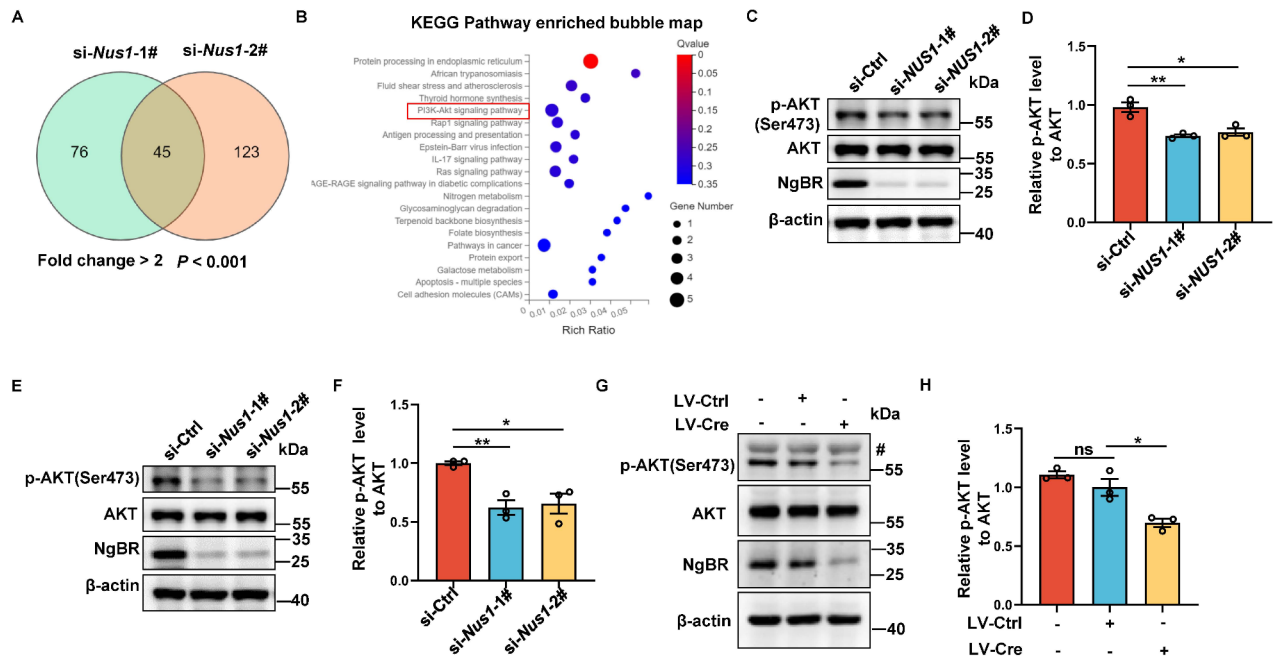 A
si-Nus1-1#
si-Nus1-2#
76
45
123
Fold change > 2 P < 0.001
B
KEGG Pathway enriched bubble map
Protein processing in endoplasmic reticulum
African trypanosomiasis
Fluid shear stress and atherosclerosis
Thyroid hormone synthesis
PI3K-Akt signaling pathway
Rap1 signaling pathway
Antigen processing and presentation
Epstein-Barr virus infection
IL-17 signaling pathway
Ras signaling pathway
AGE-RAGE signaling pathway in diabetic complications
Nitrogen metabolism
Glycosaminoglycan degradation
Terpenoid backbone biosynthesis
Folate biosynthesis
Pathways in cancer
Protein export
Galactose metabolism
Apoptosis - multiple species
Cell adhesion molecules (CAMs)
0 0.01 0.02 0.03 0.04 0.05
Rich Ratio
Qvalue
0
0.05
0.1
0.15
0.2
0.25
0.3
0.35
Gene Number
1
2
3
4
5
C
si-Ctrl
si-NUS1-1#
si-NUS1-2#
kDa
p-AKT
(Ser473)
55
AKT
55
NgBR
35
25
β-actin
40
D
Relative p-AKT level
to AKT
1.5
1.0
0.5
0.0
**
*
si-Ctrl
si-NUS1-1#
si-NUS1-2#
E
si-Ctrl
si-Nus1-1#
si-Nus1-2#
kDa
p-AKT(Ser473)
55
AKT
55
NgBR
35
25
β-actin
40
F
Relative p-AKT level
to AKT
1.5
1.0
0.5
0.0
**
*
si-Ctrl
si-Nus1-1#
si-Nus1-2#
G
LV-Ctrl - + -
LV-Cre - - +
kDa
#
p-AKT(Ser473)
55
AKT
55
NgBR
35
25
β-actin
40
H
Relative p-AKT level
to AKT
1.5
1.0
0.5
0.0
ns
*
LV-Ctrl - + -
LV-Cre - - +